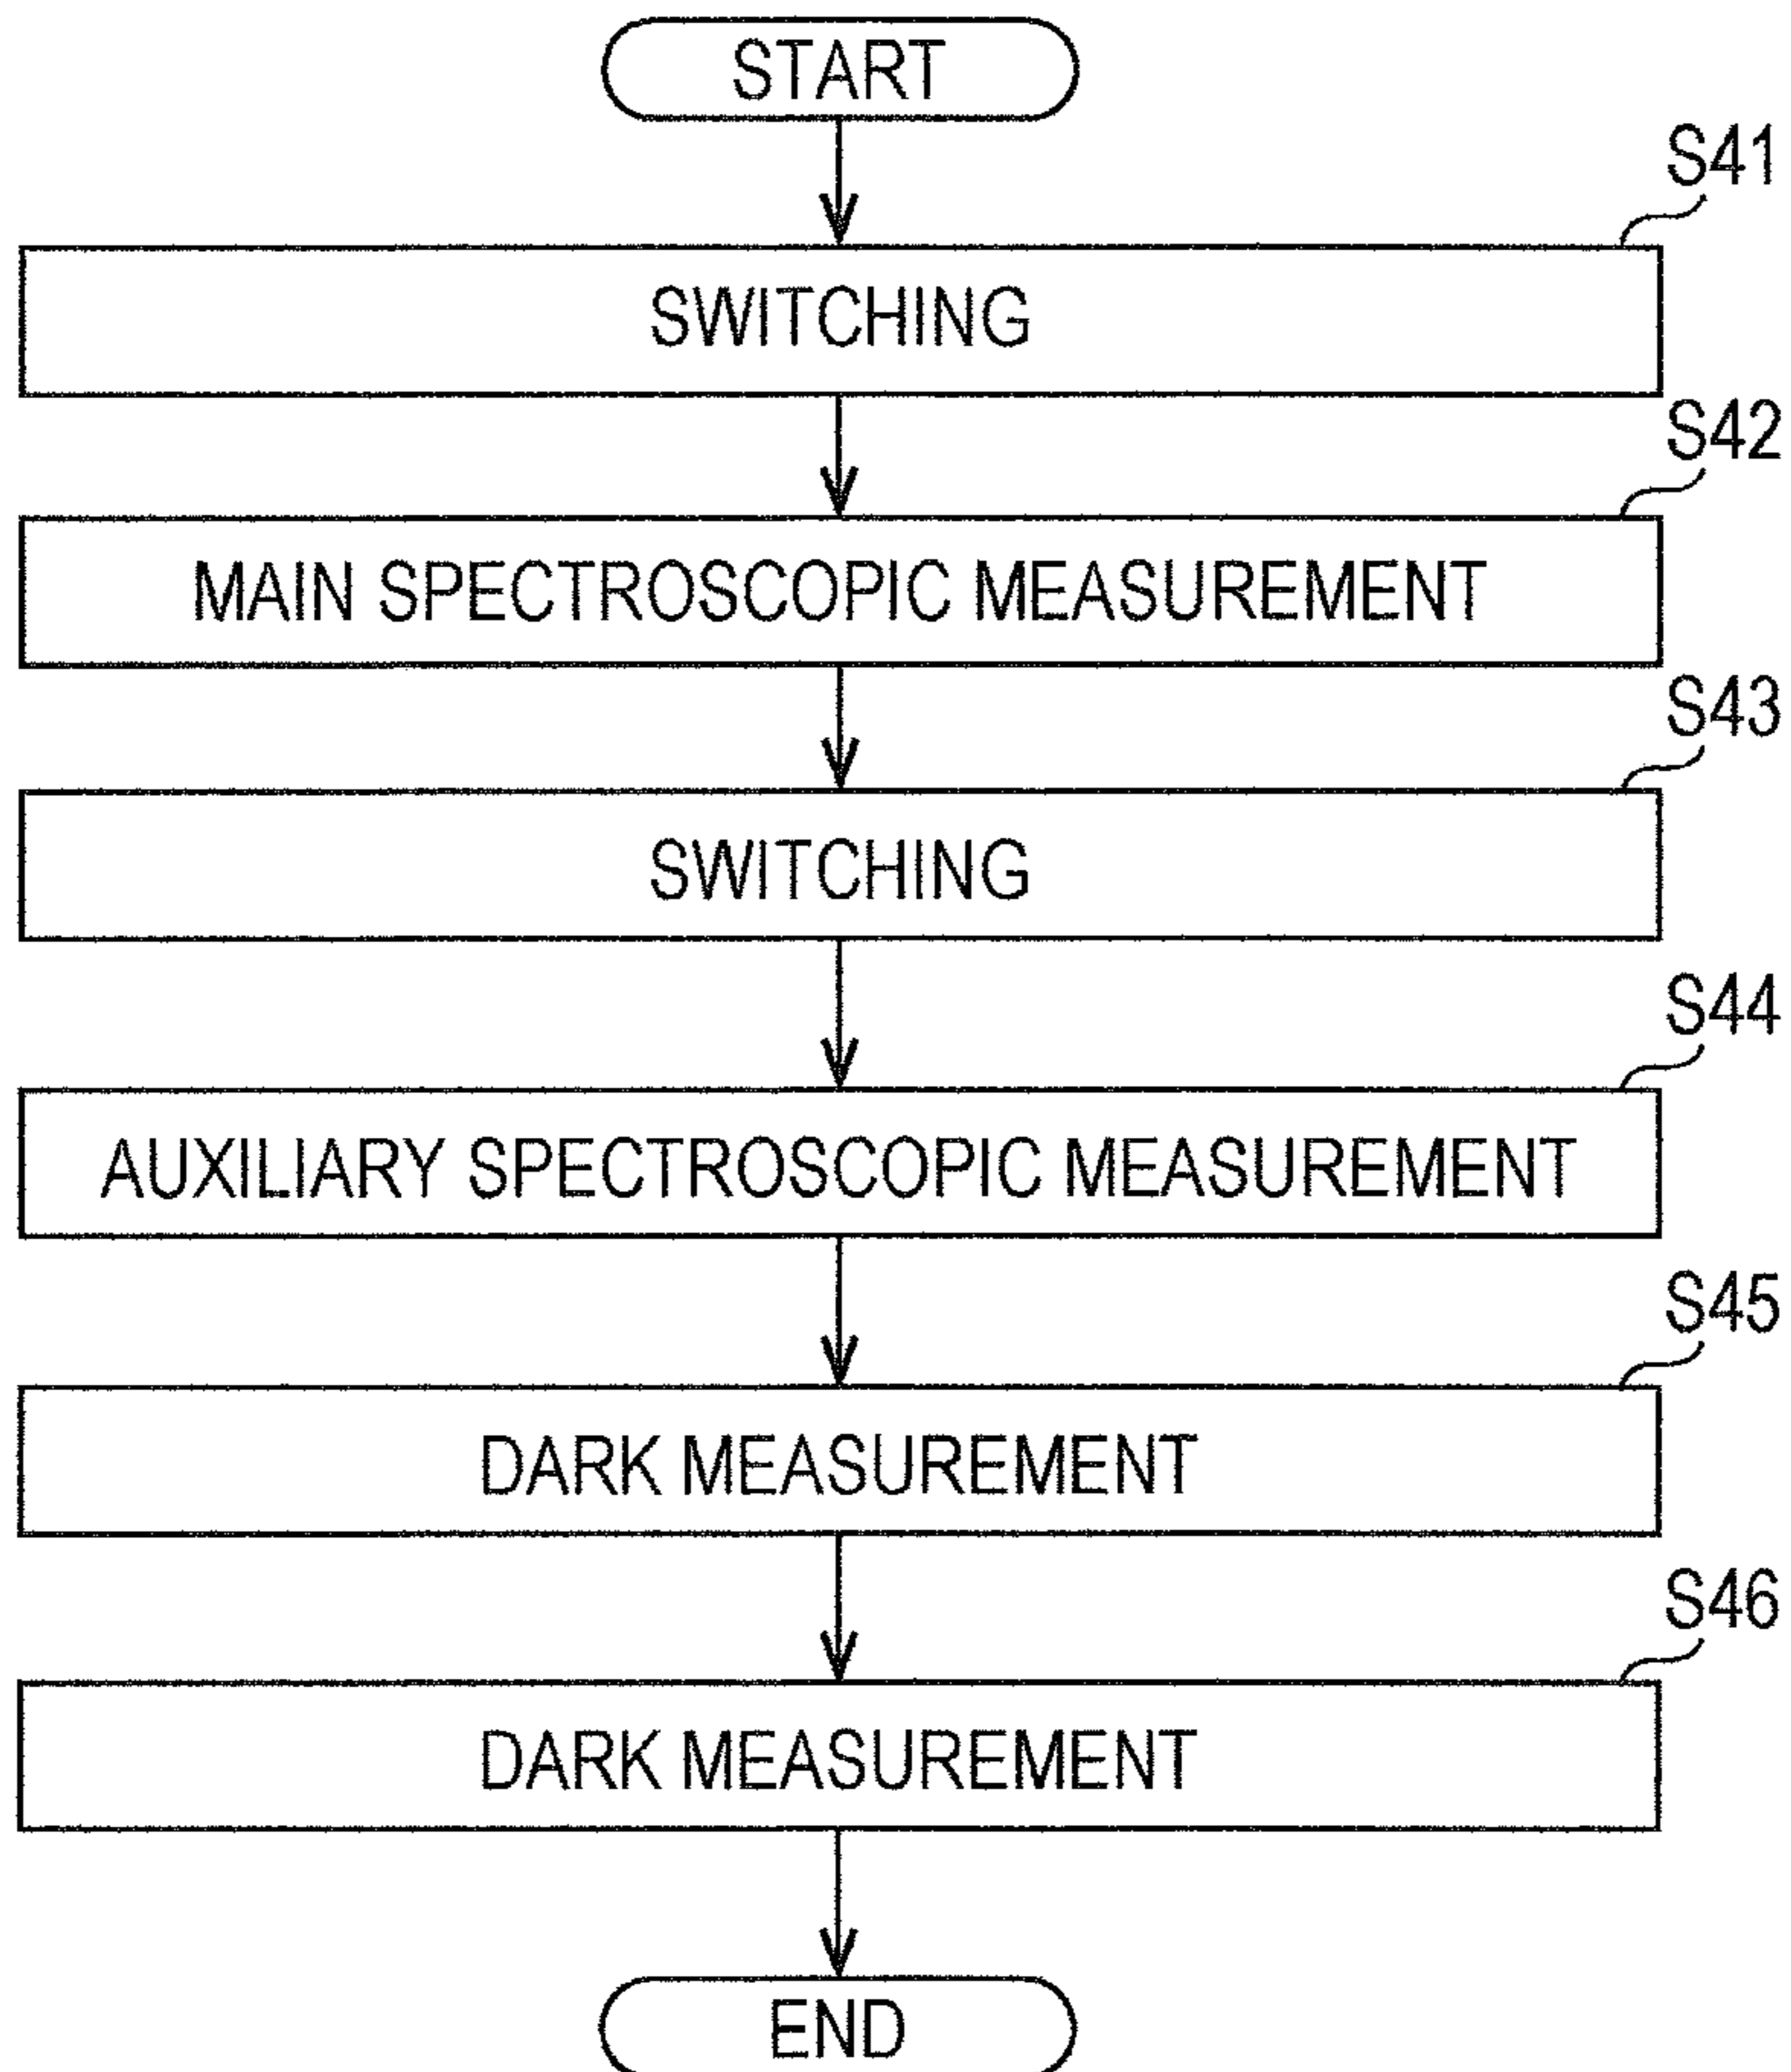 START
S41
SWITCHING
S42
MAIN SPECTROSCOPIC MEASUREMENT
S43
SWITCHING
S44
AUXILIARY SPECTROSCOPIC MEASUREMENT
S45
DARK MEASUREMENT
S46
DARK MEASUREMENT
END